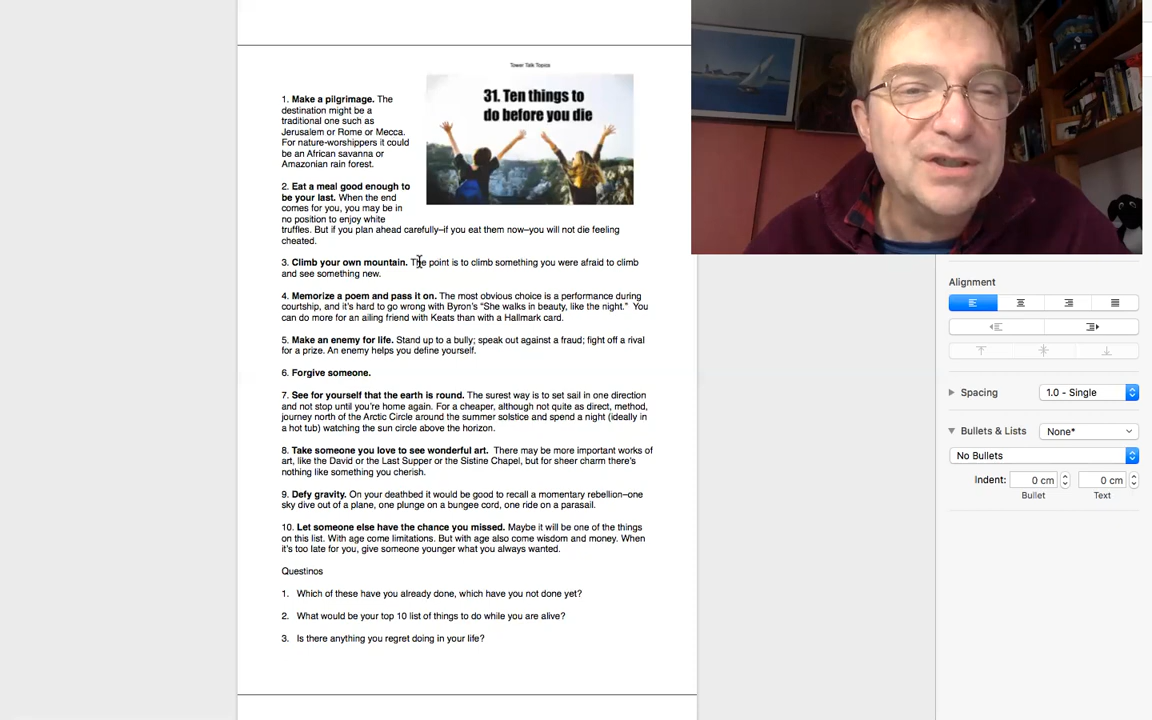 Tower Talk Topics
31. Ten things to
do before you die
1. Make a pilgrimage. The
destination might be a
traditional one such as
Jerusalem or Rome or Mecca.
For nature-worshippers it could
be an African savanna or
Amazonian rain forest.
2. Eat a meal good enough to
be your last. When the end
comes for you, you may be in
no position to enjoy white
truffles. But if you plan ahead carefully–if you eat them now–you will not die feeling
cheated.
3. Climb your own mountain. The point is to climb something you were afraid to climb
and see something new.
4. Memorize a poem and pass it on. The most obvious choice is a performance during
courtship, and it's hard to go wrong with Byron's “She walks in beauty, like the night.” You
can do more for an ailing friend with Keats than with a Hallmark card.
5. Make an enemy for life. Stand up to a bully; speak out against a fraud; fight off a rival
for a prize. An enemy helps you define yourself.
6. Forgive someone.
7. See for yourself that the earth is round. The surest way is to set sail in one direction
and not stop until you're home again. For a cheaper, although not quite as direct, method,
journey north of the Arctic Circle around the summer solstice and spend a night (ideally in
a hot tub) watching the sun circle above the horizon.
8. Take someone you love to see wonderful art. There may be more important works of
art, like the David or the Last Supper or the Sistine Chapel, but for sheer charm there's
nothing like something you cherish.
9. Defy gravity. On your deathbed it would be good to recall a momentary rebellion–one
sky dive out of a plane, one plunge on a bungee cord, one ride on a parasail.
10. Let someone else have the chance you missed. Maybe it will be one of the things
on this list. With age come limitations. But with age also come wisdom and money. When
it's too late for you, give someone younger what you always wanted.
Questinos
1. Which of these have you already done, which have you not done yet?
2. What would be your top 10 list of things to do while you are alive?
3. Is there anything you regret doing in your life?
Alignment
Spacing
1.0 - Single
Bullets & Lists
None*
No Bullets
Indent:
0 cm
0 cm
Bullet
Text